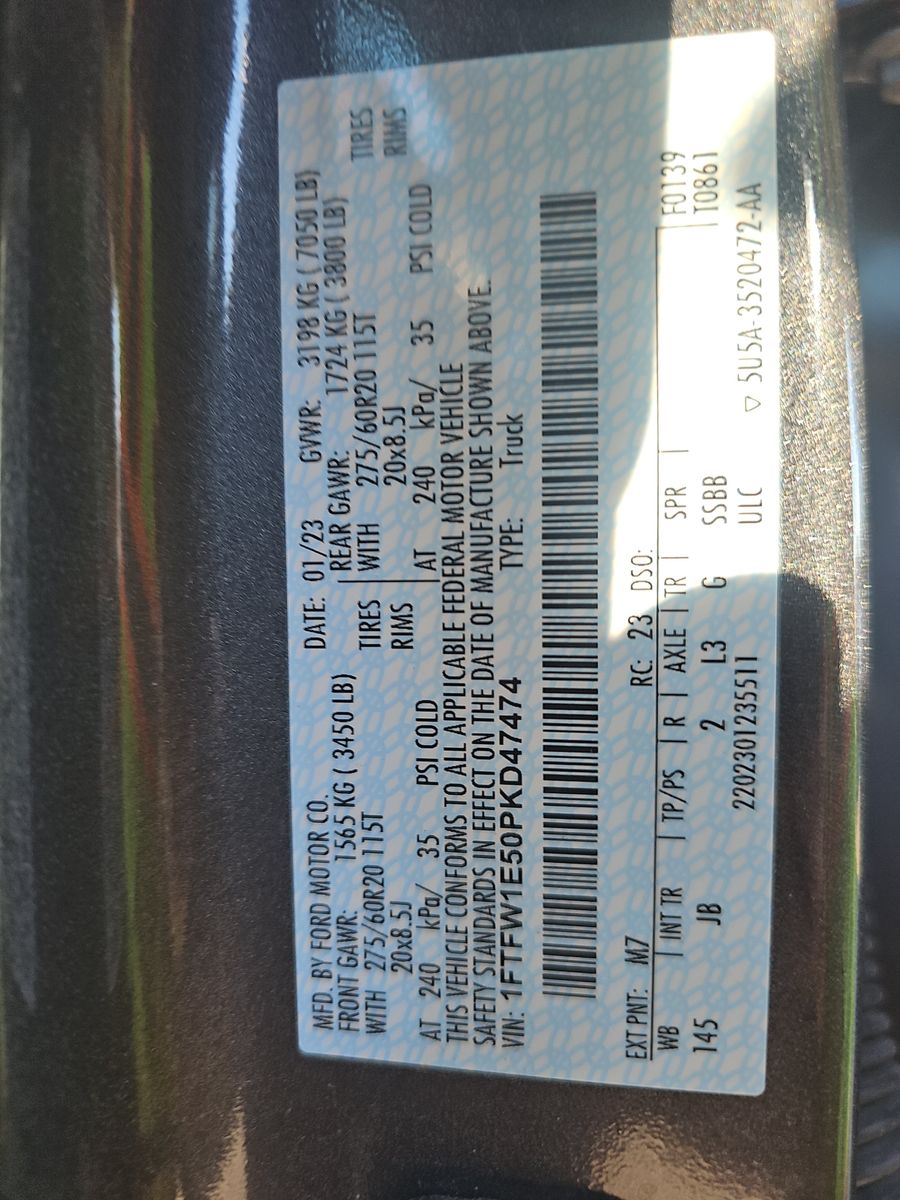 MFD. BY FORD MOTOR CO. DATE: 01/23 GVWR: 3198 KG ( 7050 LB)
FRONT GAWR: 1565 KG ( 3450 LB) REAR GAWR: 1724 KG ( 3800 LB)
WITH 275/60R20 115T TIRES WITH 275/60R20 115T TIRES
20x8.5J RIMS 20x8.5J RIMS
AT 240 kPa/ 35 PSI COLD AT 240 kPa/ 35 PSI COLD
THIS VEHICLE CONFORMS TO ALL APPLICABLE FEDERAL MOTOR VEHICLE
SAFETY STANDARDS IN EFFECT ON THE DATE OF MANUFACTURE SHOWN ABOVE.
VIN: 1FTFW1E50PKD47474 TYPE: Truck
EXT PNT: M7 RC: 23 DSO:
WB INT TR TP/PS R AXLE TR SPR F0139
145 JB 2 L3 G SSBB T0861
2202301235511 ULC
▽ 5U5A-3520472-AA